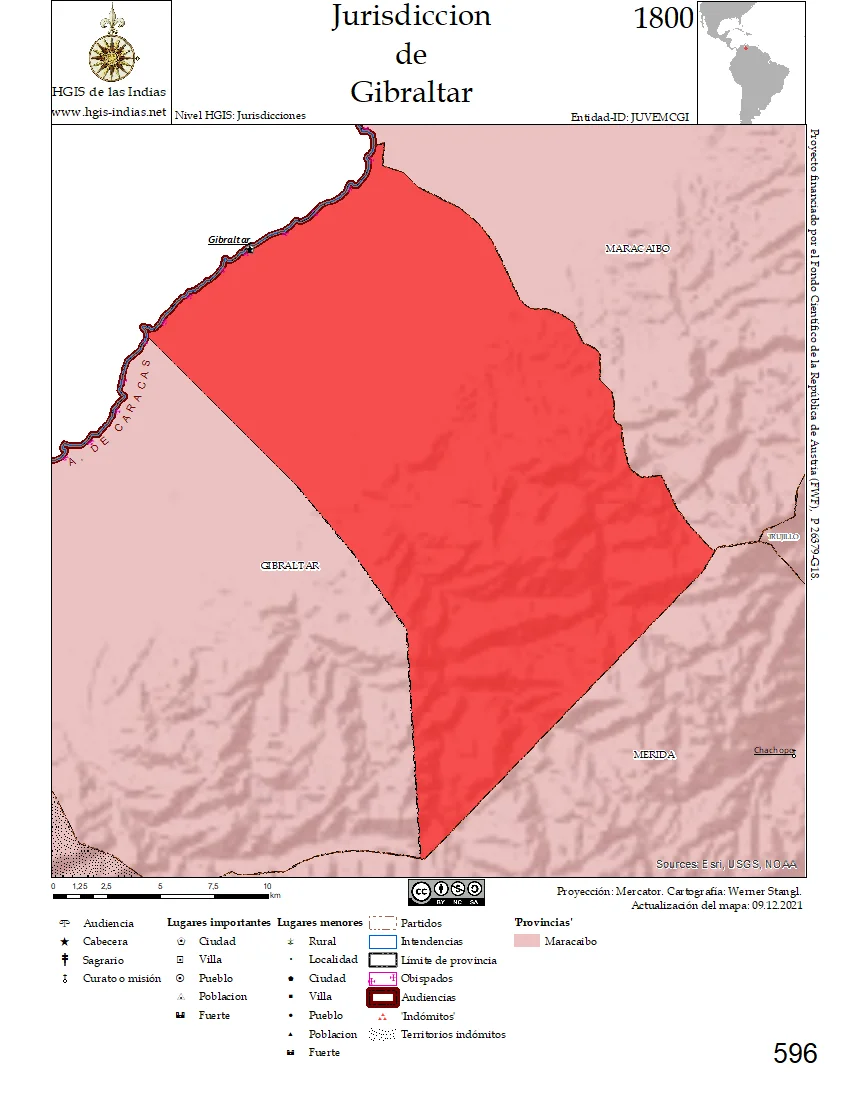 Jurisdiccion
de
Gibraltar
1800
HGIS de las Indias
www.hgis-indias.net
Nivel HGIS: Jurisdicciones
Entidad-ID: JUVEMCGI
Proyecto financiado por el Fondo Científico de la República de Austria (FWF), P 26379-G18.
Gibraltar
MARACAIBO
A. DE CARACAS
TRUJILLO
GIBRALTAR
MERIDA
Chachopo
Sources: Esri, USGS, NOAA
0 1,25 2,5 5 7,5 10
km
CC BY NC SA
Proyección: Mercator. Cartografía: Werner Stangl.
Actualización del mapa: 09.12.2021
Audiencia
Cabecera
Sagrario
Curato o misión
Lugares importantes
Ciudad
Villa
Pueblo
Poblacion
Fuerte
Lugares menores
Rural
Localidad
Ciudad
Villa
Pueblo
Poblacion
Fuerte
Partidos
Intendencias
Límite de provincia
Obispados
Audiencias
'Indómitos'
Territorios indómitos
'Provincias'
Maracaibo
596